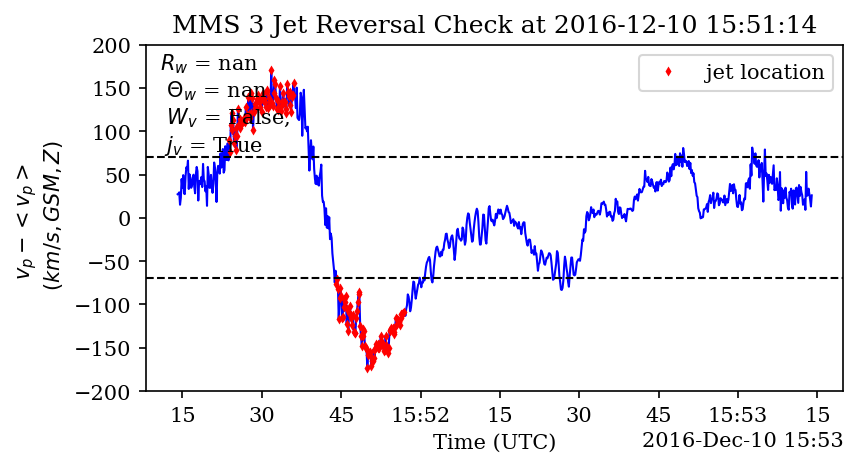 MMS 3 Jet Reversal Check at 2016-12-10 15:51:14
R_w = nan
Θ_w = nan,
W_v = False,
j_v = True
jet location
v_p − < v_p >
(km/s, GSM, Z)
200
150
100
50
0
−50
−100
−150
−200
15 30 45 15:52 15 30 45 15:53 15
Time (UTC)
2016-Dec-10 15:53